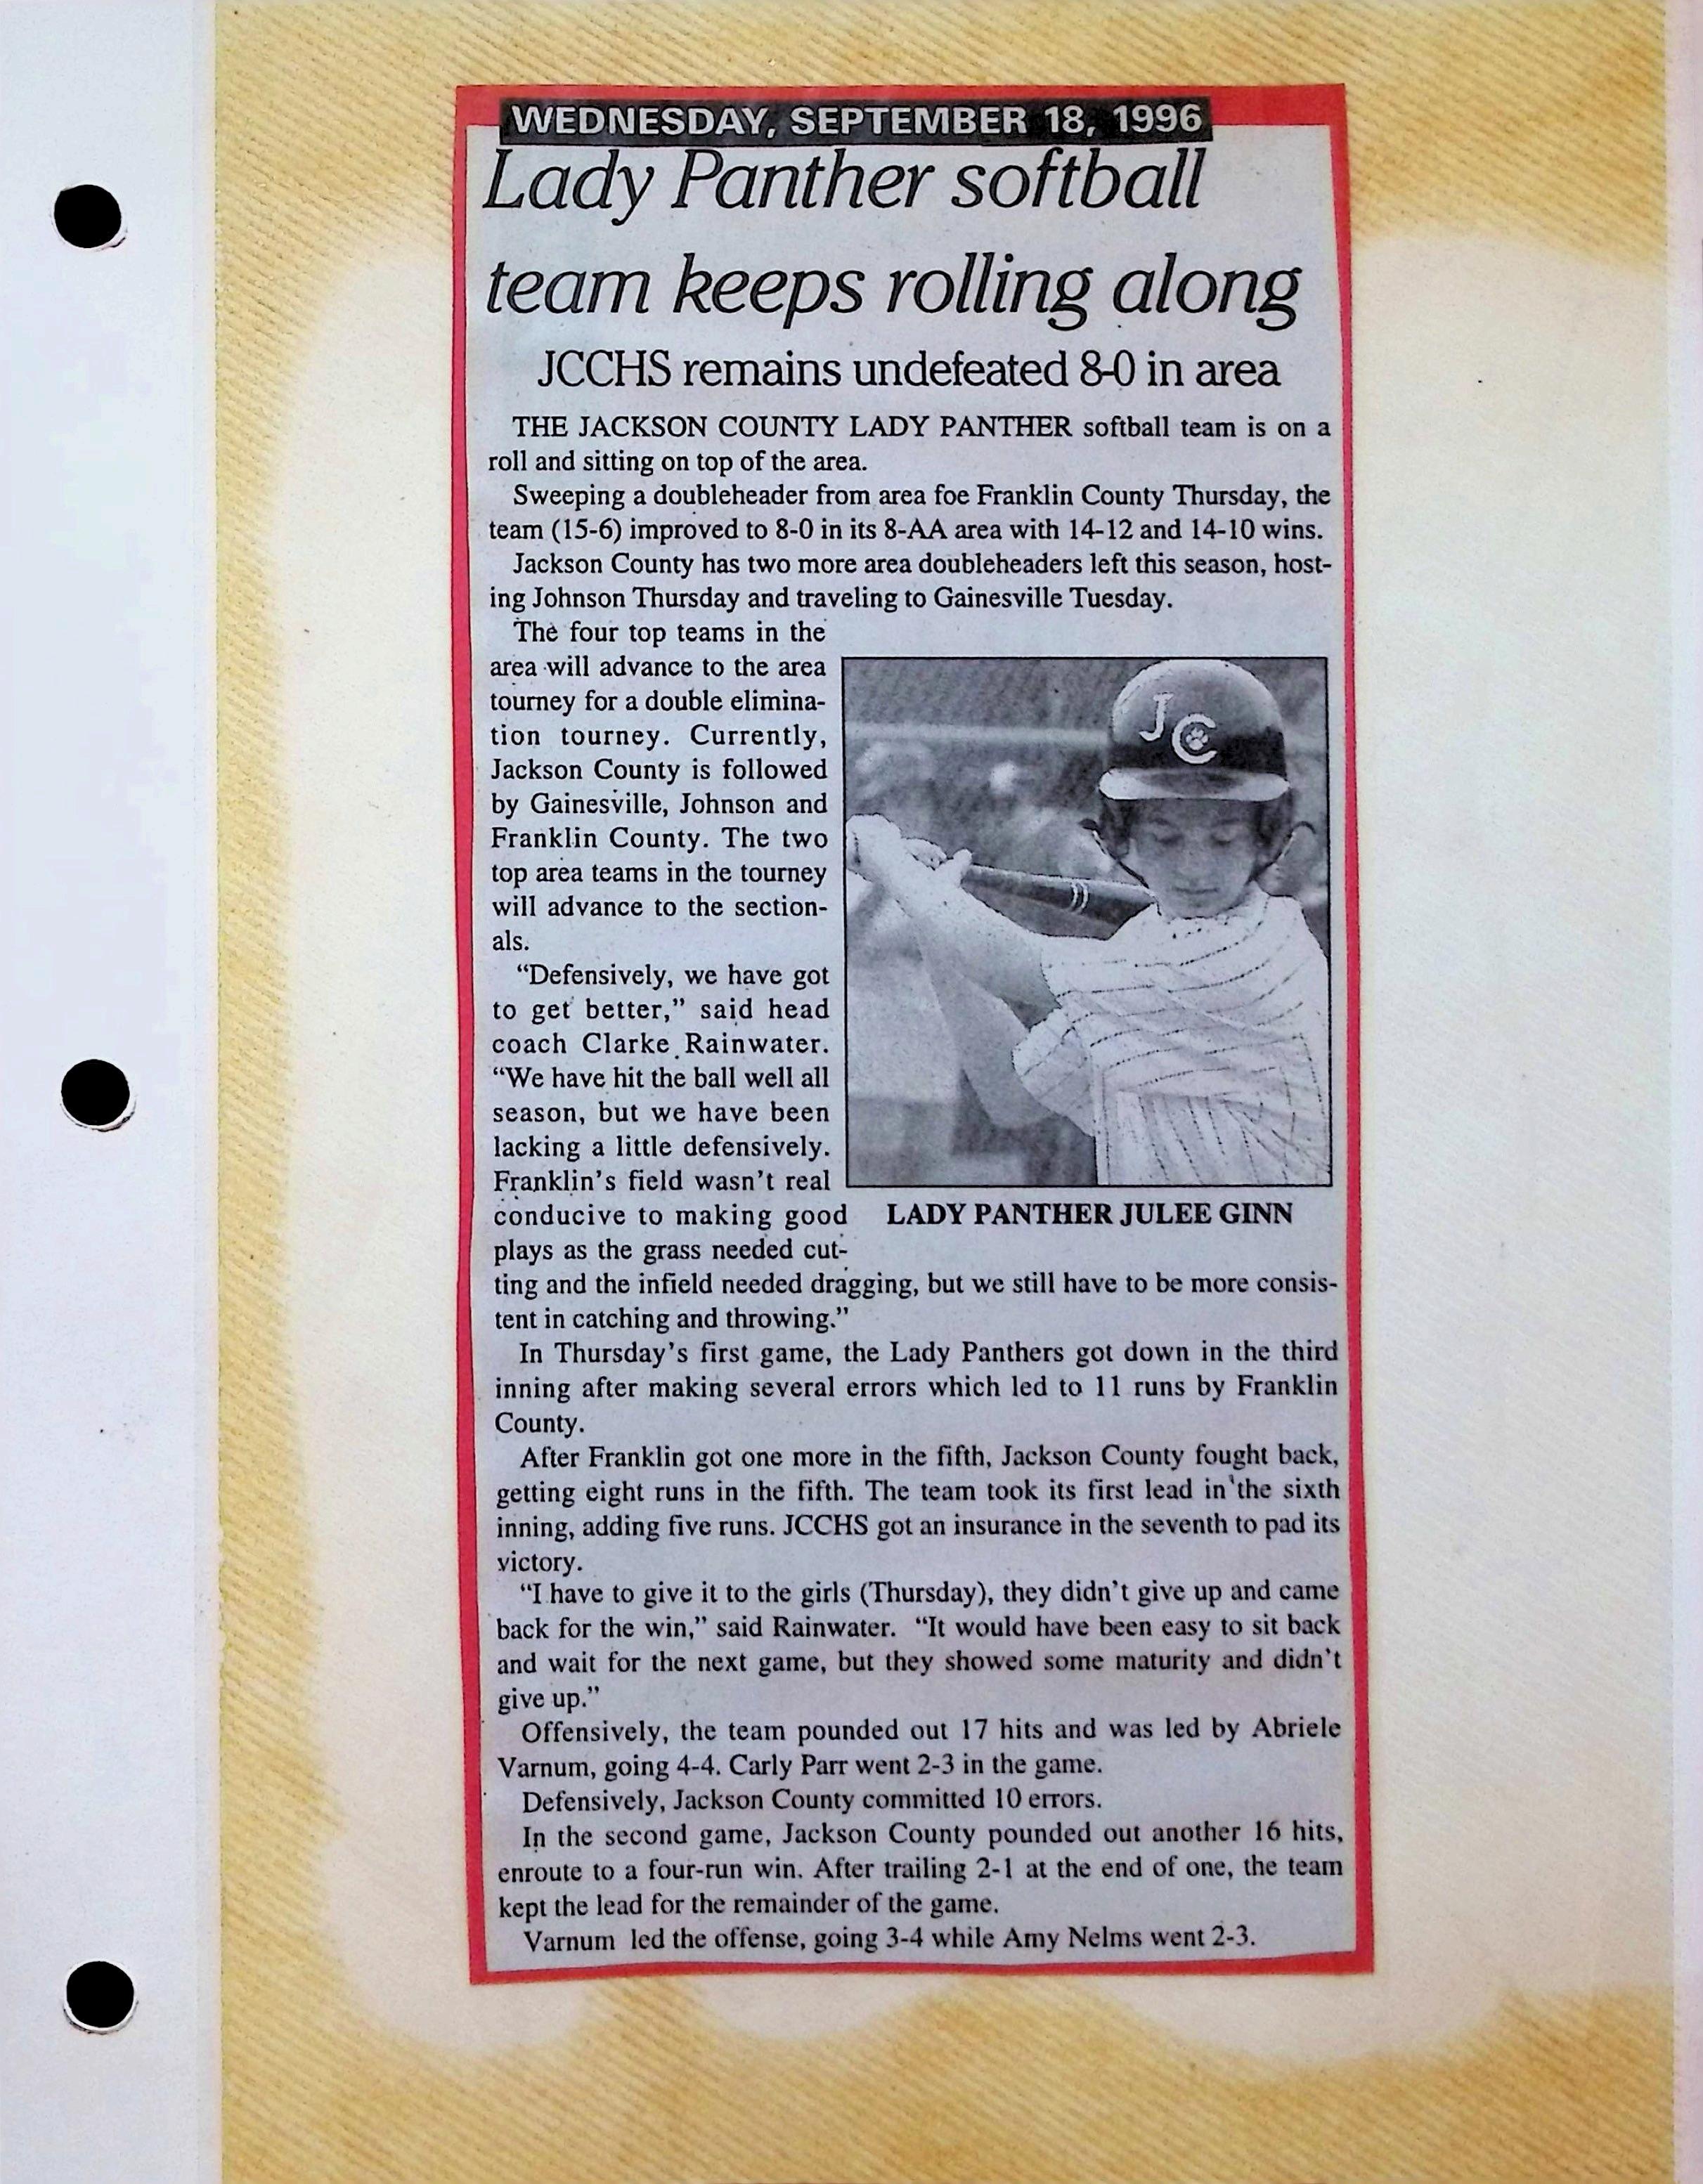 WEDNESDAY, SEPTEMBER 18, 1996
Lady Panther softball
team keeps rolling along
JCCHS remains undefeated 8-0 in area
THE JACKSON COUNTY LADY PANTHER softball team is on a
roll and sitting on top of the area.
Sweeping a doubleheader from area foe Franklin County Thursday, the
team (15-6) improved to 8-0 in its 8-AA area with 14-12 and 14-10 wins.
Jackson County has two more area doubleheaders left this season, host-
ing Johnson Thursday and traveling to Gainesville Tuesday.
The four top teams in the
area will advance to the area
tourney for a double elimina-
tion tourney. Currently,
Jackson County is followed
by Gainesville, Johnson and
Franklin County. The two
top area teams in the tourney
will advance to the section-
als.
"Defensively, we have got
to get better," said head
coach Clarke Rainwater.
"We have hit the ball well all
season, but we have been
lacking a little defensively.
Franklin's field wasn't real
conducive to making good
plays as the grass needed cut-
JC
LADY PANTHER JULEE GINN
ting and the infield needed dragging, but we still have to be more consis-
tent in catching and throwing."
In Thursday's first game, the Lady Panthers got down in the third
inning after making several errors which led to 11 runs by Franklin
County.
After Franklin got one more in the fifth, Jackson County fought back,
getting eight runs in the fifth. The team took its first lead in the sixth
inning, adding five runs. JCCHS got an insurance in the seventh to pad its
victory.
"I have to give it to the girls (Thursday), they didn't give up and came
back for the win," said Rainwater. "It would have been easy to sit back
and wait for the next game, but they showed some maturity and didn't
give up."
Offensively, the team pounded out 17 hits and was led by Abriele
Varnum, going 4-4. Carly Parr went 2-3 in the game.
Defensively, Jackson County committed 10 errors.
In the second game, Jackson County pounded out another 16 hits,
enroute to a four-run win. After trailing 2-1 at the end of one, the team
kept the lead for the remainder of the game.
Varnum led the offense, going 3-4 while Amy Nelms went 2-3.